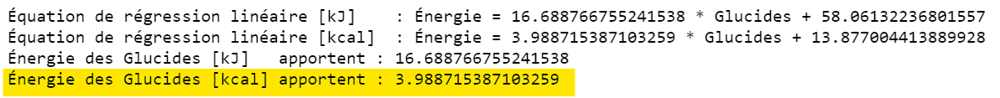 Équation de régression linéaire [kJ]    : Énergie = 16.688766755241538 * Glucides + 58.06132236801557
Équation de régression linéaire [kcal]  : Énergie = 3.988715387103259 * Glucides + 13.877004413889928
Énergie des Glucides [kJ]   apportent : 16.688766755241538
Énergie des Glucides [kcal] apportent : 3.988715387103259